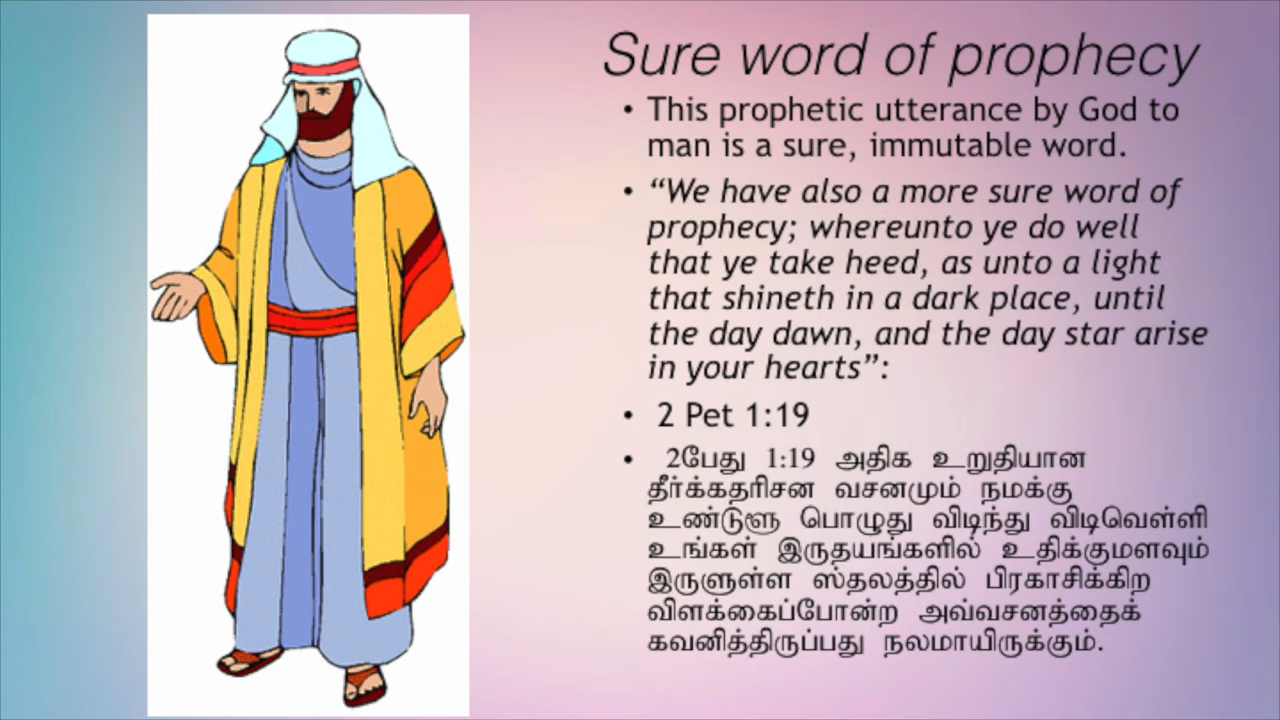 Sure word of prophecy
• This prophetic utterance by God to
man is a sure, immutable word.
• “We have also a more sure word of
prophecy; whereunto ye do well
that ye take heed, as unto a light
that shineth in a dark place, until
the day dawn, and the day star arise
in your hearts”:
• 2 Pet 1:19
• 2பேது 1:19 அதிக உறுதியான
தீர்க்கதரிசன வசனமும் நமக்கு
உண்டுளூ பொழுது விடிந்து விடிவெள்ளி
உங்கள் இருதயங்களில் உதிக்குமளவும்
இருளுள்ள ஸ்தலத்தில் பிரகாசிக்கிற
விளக்கைப்போன்ற அவ்வசனத்தைக்
கவனித்திருப்பது நலமாயிருக்கும்.